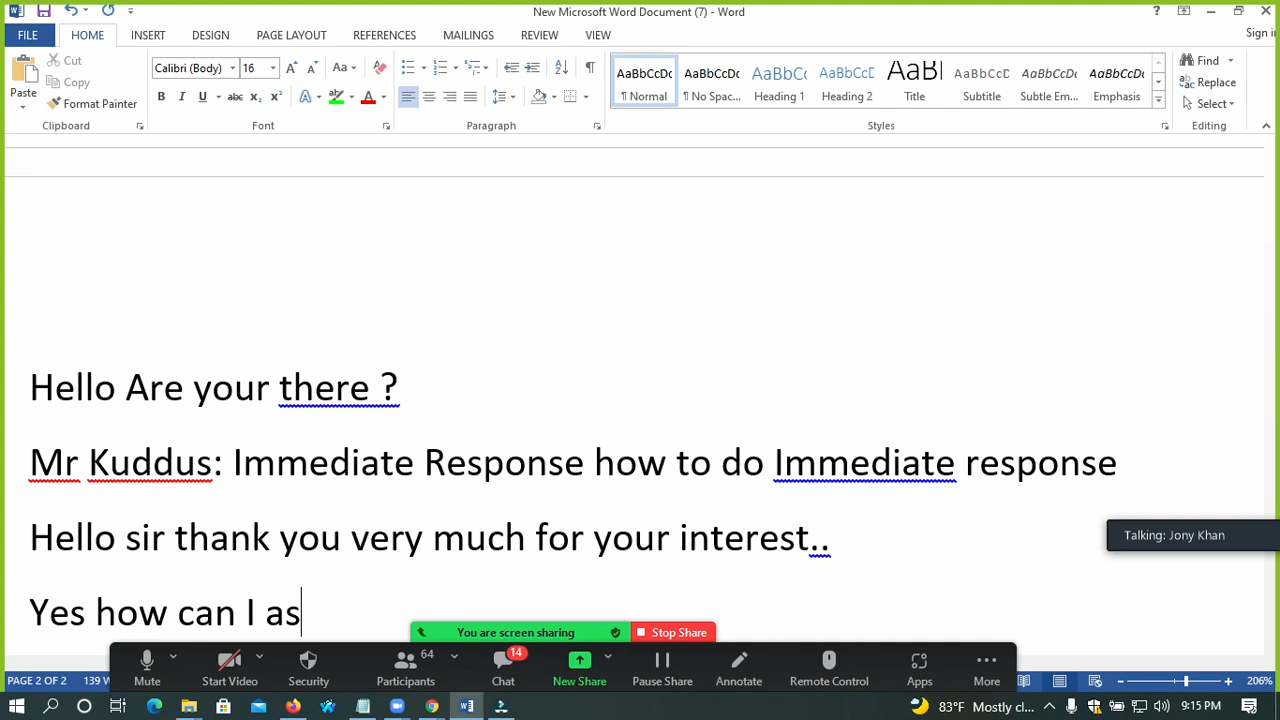 New Microsoft Word Document (7) - Word
FILE HOME INSERT DESIGN PAGE LAYOUT REFERENCES MAILINGS REVIEW VIEW
Sign in
Cut
Copy
Format Painter
Paste
Clipboard
Calibri (Body) 16
Font
Paragraph
AaBbCcDc AaBbCcDc AaBbCc AaBbCcD AaBl AaBbCcD AaBbCcDc AaBbCcDc
¶ Normal ¶ No Spac... Heading 1 Heading 2 Title Subtitle Subtle Em... Emphasis
Styles
Find
Replace
Select
Editing
Hello Are your there ?
Mr Kuddus: Immediate Response how to do Immediate response
Hello sir thank you very much for your interest..
Talking: Jony Khan
Yes how can I as
You are screen sharing Stop Share
64 14
Mute Start Video Security Participants Chat New Share Pause Share Annotate Remote Control Apps More
PAGE 2 OF 2 139 W
206%
83°F Mostly cl... 9:15 PM